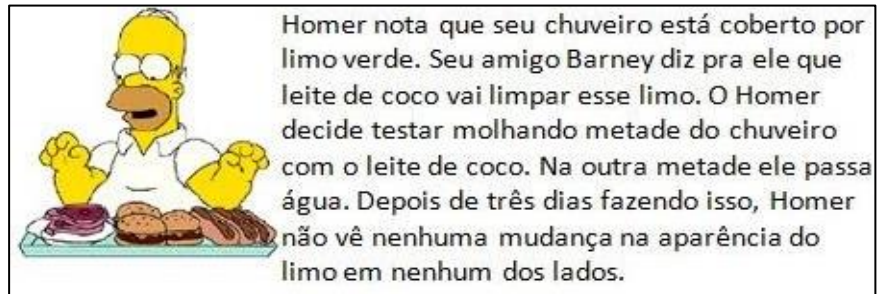 Homer nota que seu chuveiro está coberto por
limo verde. Seu amigo Barney diz pra ele que
leite de coco vai limpar esse limo. O Homer
decide testar molhando metade do chuveiro
com o leite de coco. Na outra metade ele passa
água. Depois de três dias fazendo isso, Homer
não vê nenhuma mudança na aparência do
limo em nenhum dos lados.